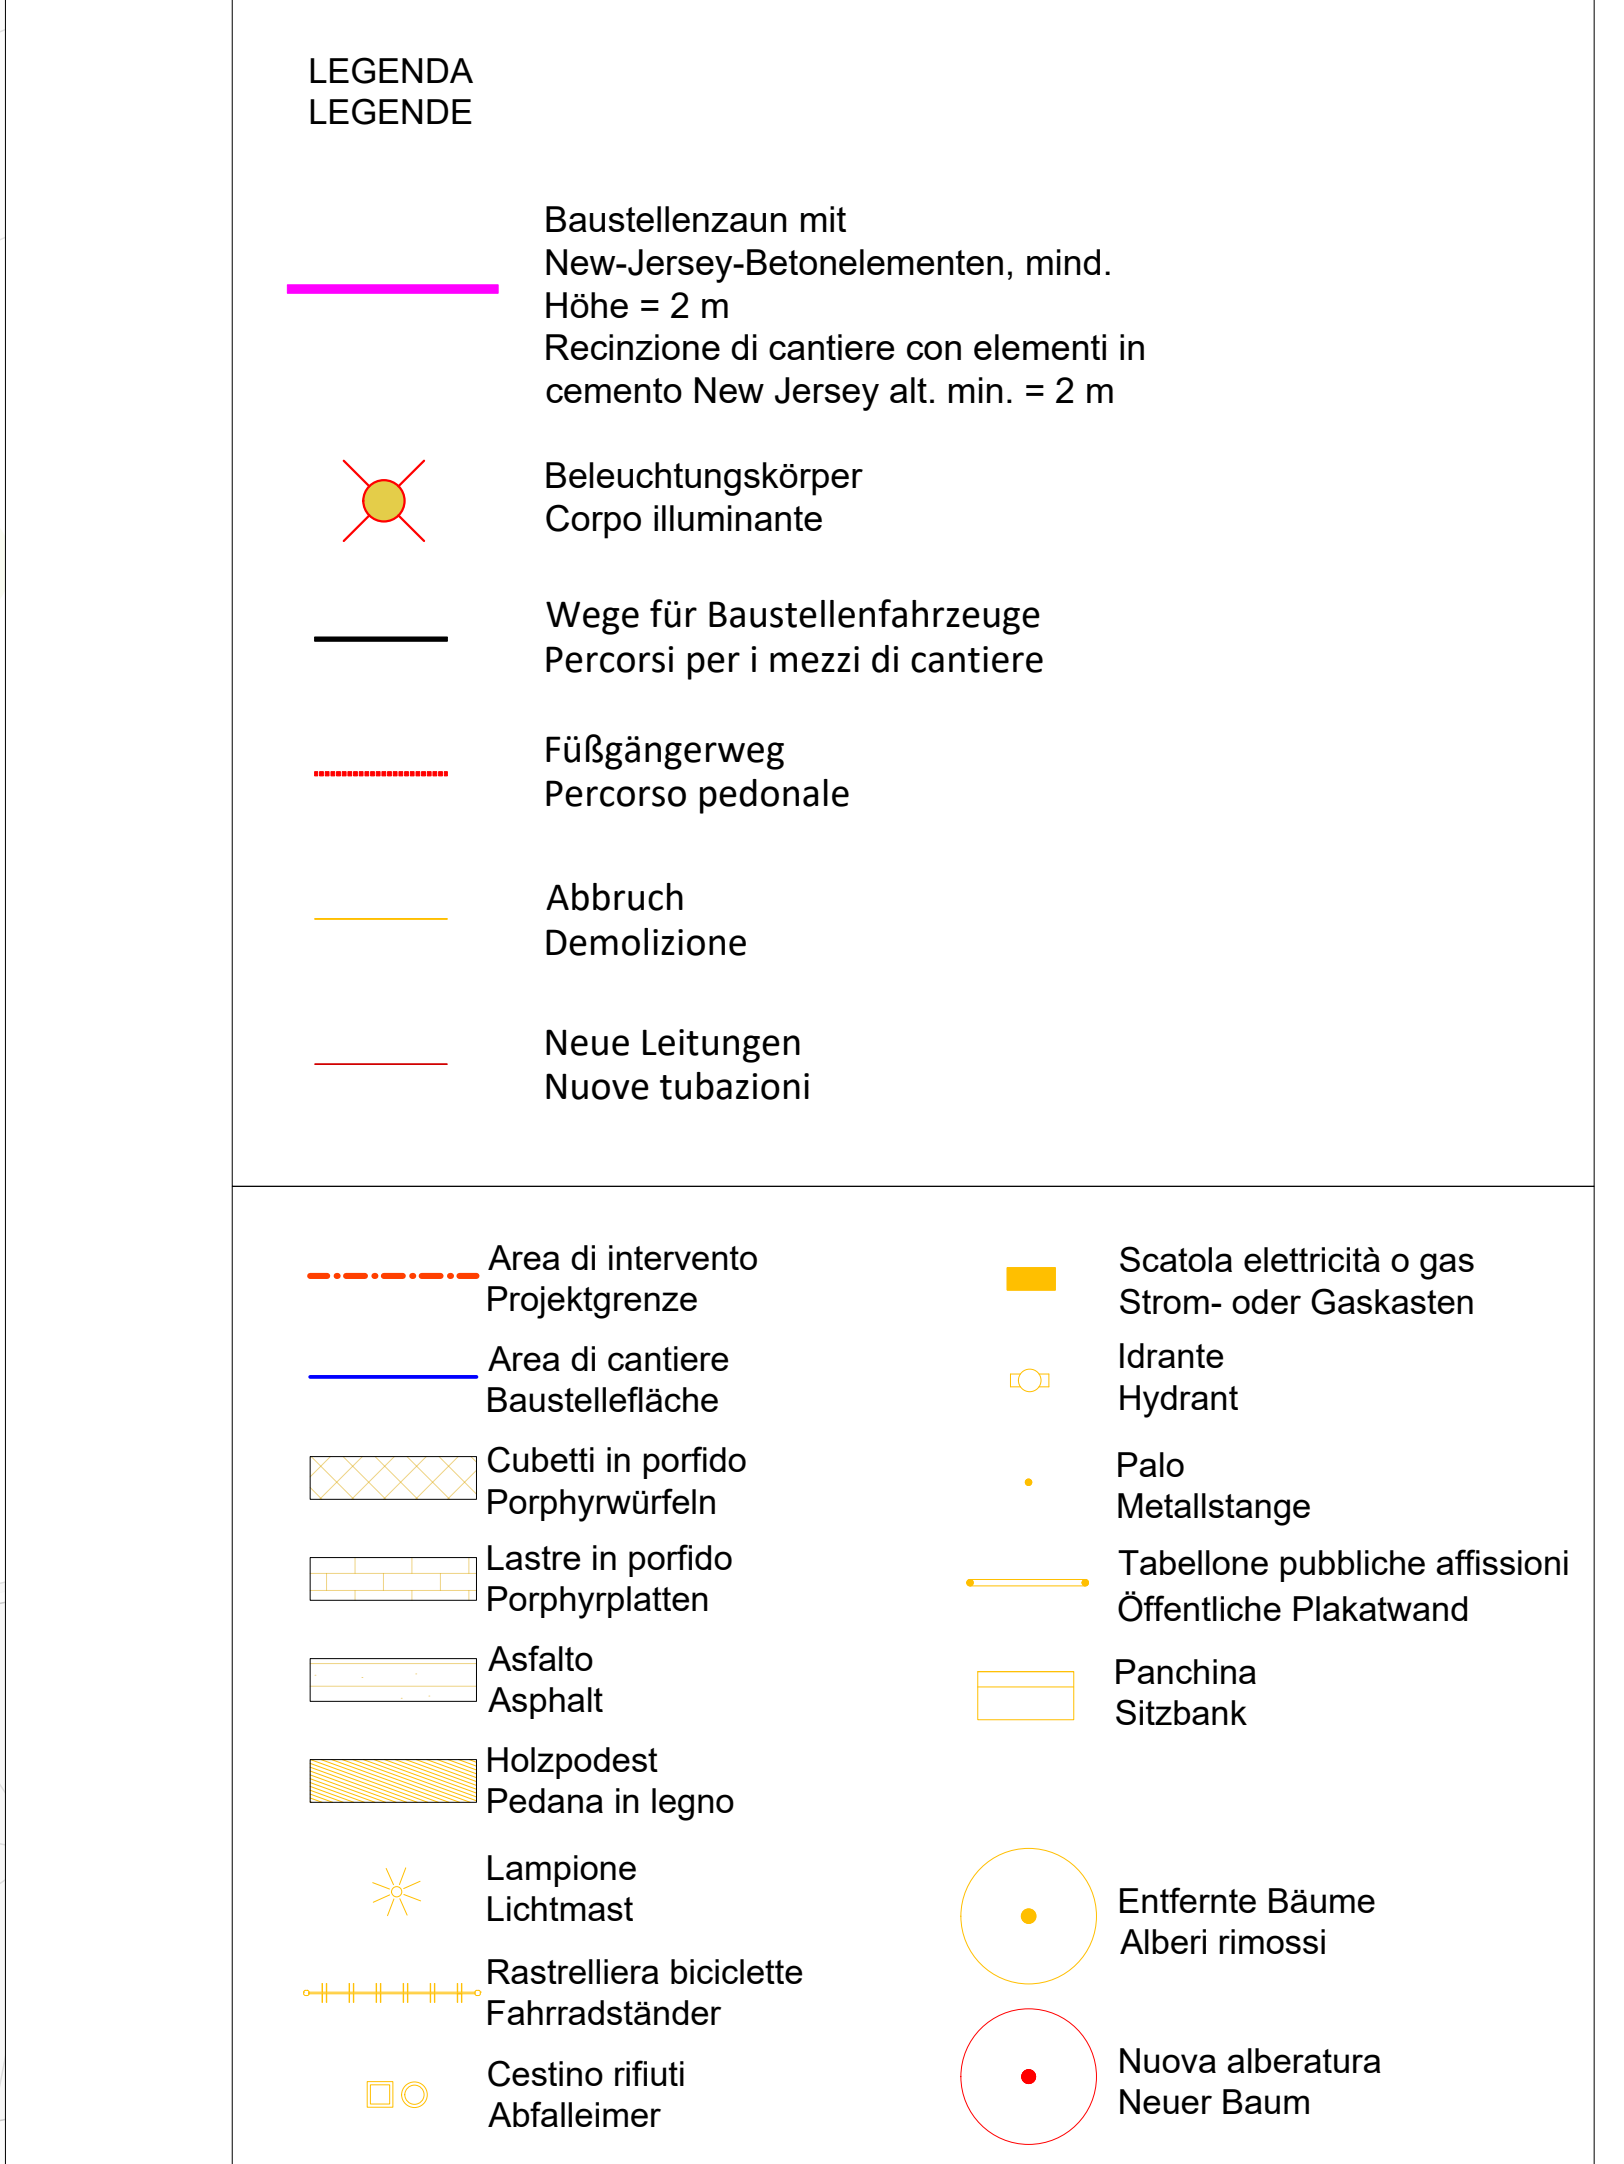 LEGENDA
LEGENDE
Baustellenzaun mit
New-Jersey-Betonelementen, mind.
Höhe = 2 m
Recinzione di cantiere con elementi in
cemento New Jersey alt. min. = 2 m
Beleuchtungskörper
Corpo illuminante
Wege für Baustellenfahrzeuge
Percorsi per i mezzi di cantiere
Füßgängerweg
Percorso pedonale
Abbruch
Demolizione
Neue Leitungen
Nuove tubazioni
Area di intervento
Projektgrenze
Area di cantiere
Baustellefläche
Cubetti in porfido
Porphyrwürfeln
Lastre in porfido
Porphyrplatten
Asfalto
Asphalt
Holzpodest
Pedana in legno
Lampione
Lichtmast
Rastrelliera biciclette
Fahrradständer
Cestino rifiuti
Abfalleimer
Scatola elettricità o gas
Strom- oder Gaskasten
Idrante
Hydrant
Palo
Metallstange
Tabellone pubbliche affissioni
Öffentliche Plakatwand
Panchina
Sitzbank
Entfernte Bäume
Alberi rimossi
Nuova alberatura
Neuer Baum